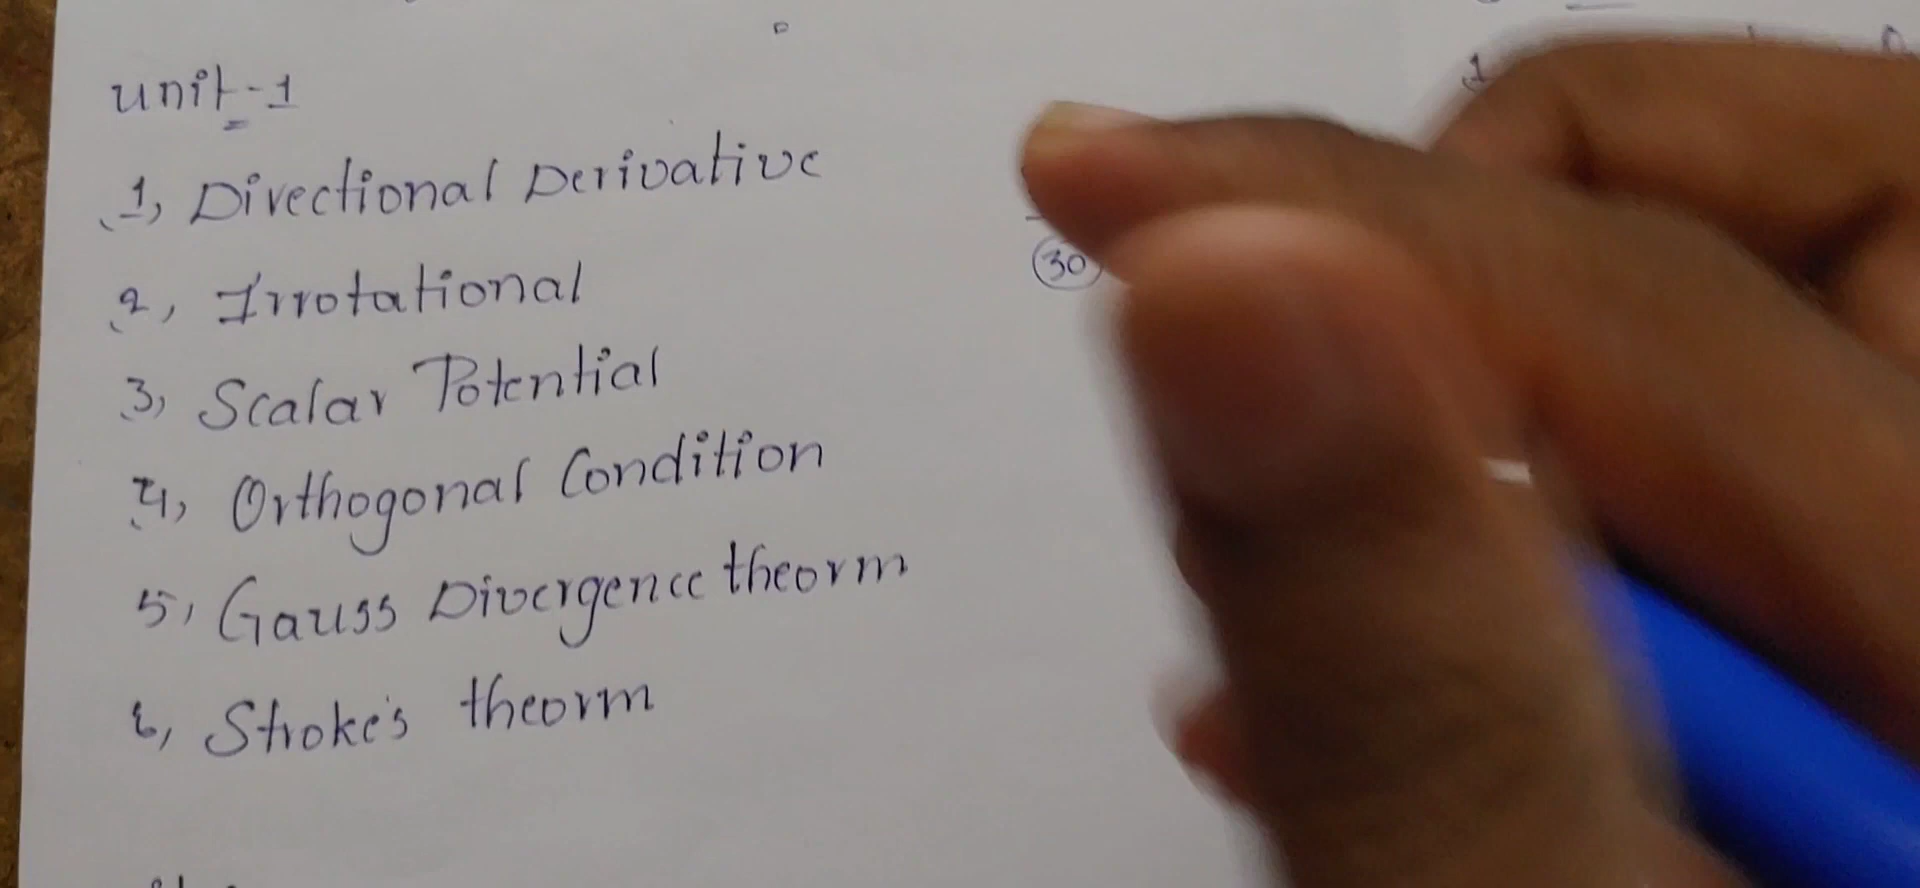 unit-1
1, Directional Derivative
2, Irrotational
30
3, Scalar Potential
4, Orthogonal Condition
5, Gauss Divergence theorm
6, Stroke's theorm
1